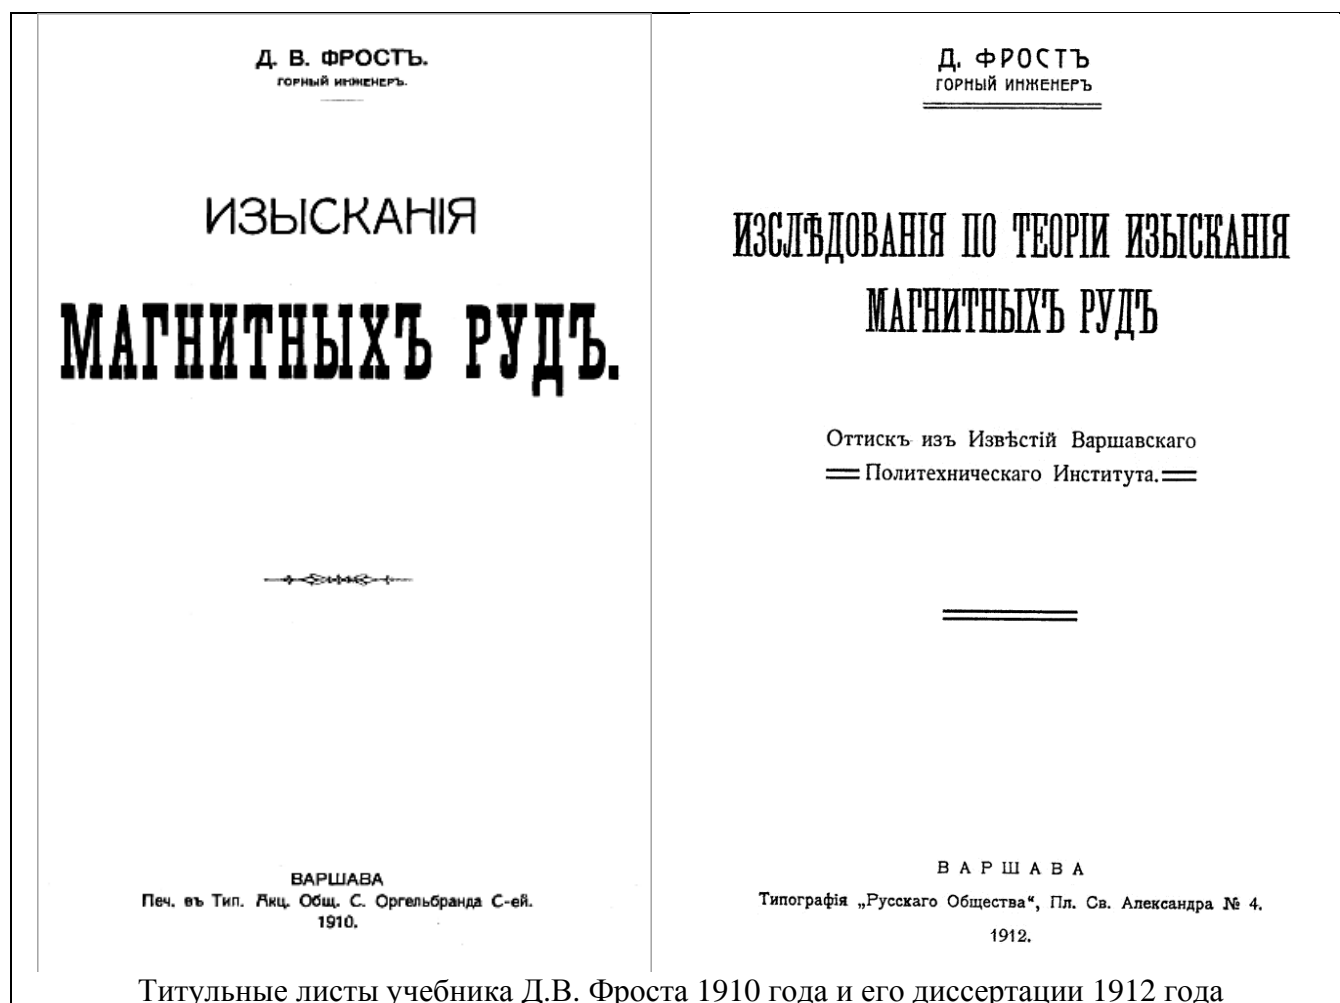 Д. В. ФРОСТЪ.
ГОРНЫЙ ИНЖЕНЕРЪ.
ИЗЫСКАНІЯ
МАГНИТНЫХЪ РУДЪ.
ВАРШАВА
Печ. въ Тип. Акц. Общ. С. Оргельбранда С-ей.
1910.
Д. ФРОСТЪ
ГОРНЫЙ ИНЖЕНЕРЪ
ИЗСЛѢДОВАНІЯ ПО ТЕОРІИ ИЗЫСКАНІЯ
МАГНИТНЫХЪ РУДЪ
Оттискъ изъ Извѣстій Варшавскаго
Политехническаго Института.
ВАРШАВА
Типографія „Русскаго Общества“, Пл. Св. Александра № 4.
1912.
Титульные листы учебника Д.В. Фроста 1910 года и его диссертации 1912 года